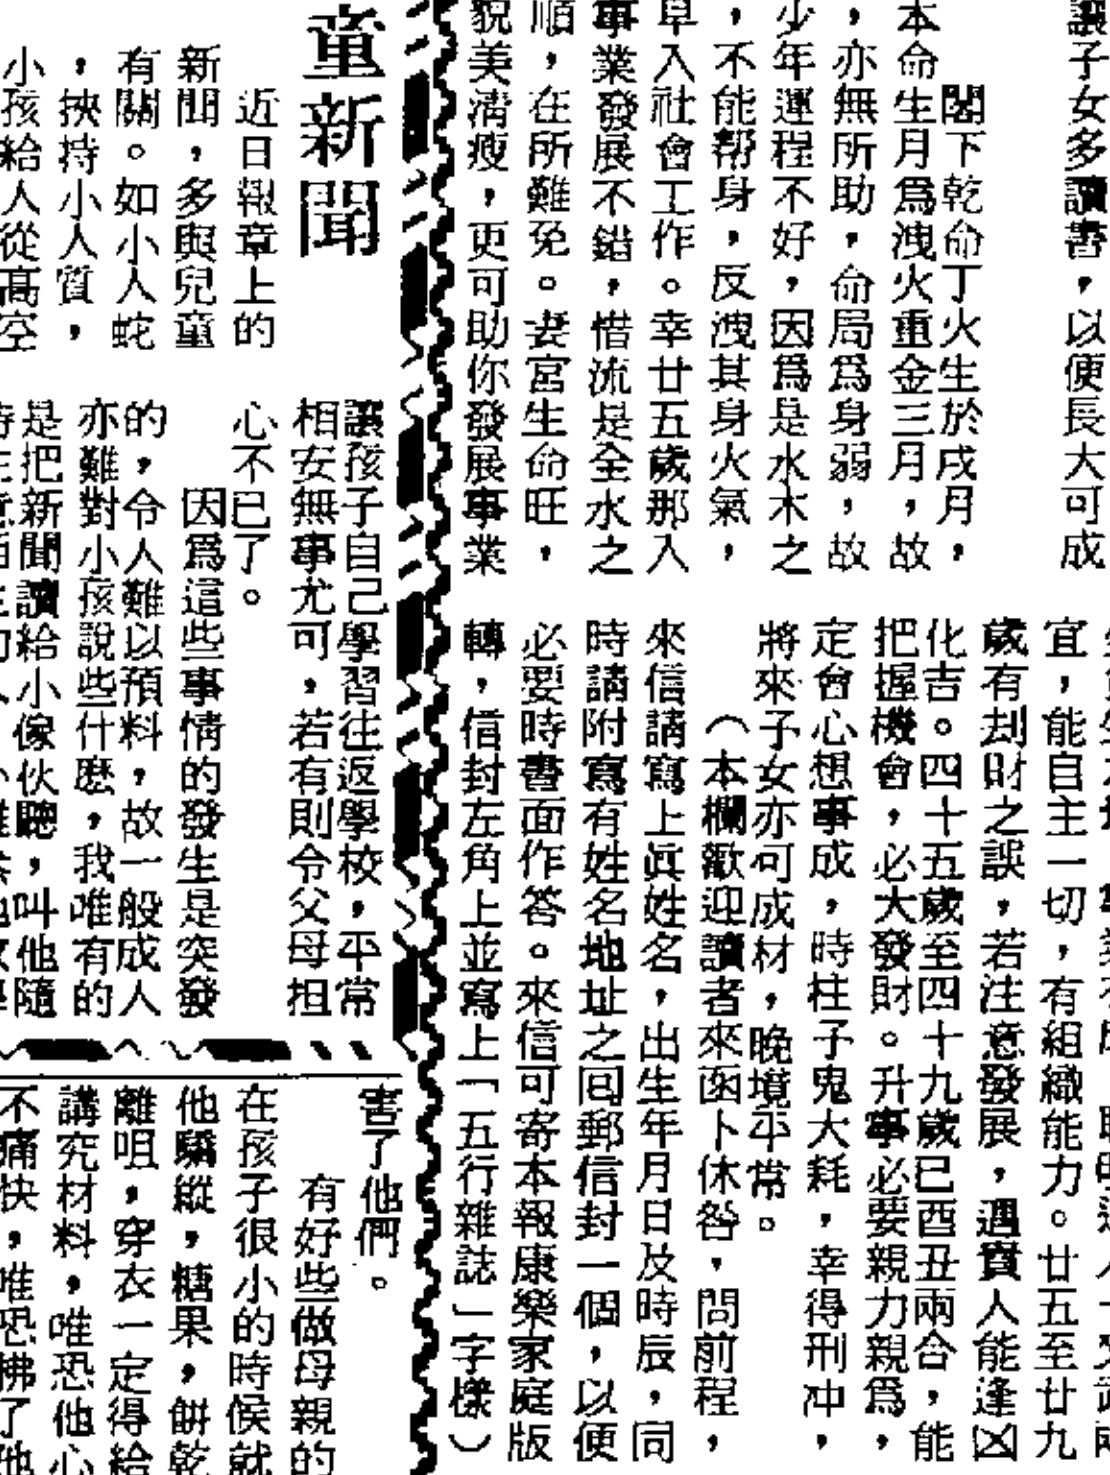 讓子女多讀書，以便長大可成
閣下乾命丁火生於戌月，
本命生月爲洩火重金三月，故
，亦無所助，命局爲身弱，故
少年運程不好，因爲是水木之
，不能幫身，反洩其身火氣，
早入社會工作。幸廿五歲那入
事業發展不錯，惜流是全水之
順，在所難免。妻宮生命旺，
貌美清瘦，更可助你發展事業
宜，能自主一切，有組織能力。廿五至廿九
歲有刦財之誤，若注意發展，遇貴人能逢凶
化吉。四十五歲至四十九歲已酉丑兩合，能
把握機會，必大發財。升事必要親力親爲，
定會心想事成，時柱子鬼大耗，幸得刑冲，
將來子女亦可成材，晚境平常。
（本欄歡迎讀者來函卜休咎，問前程，
來信請寫上眞姓名，出生年月日及時辰，同
時請附寫有姓名地址之回郵信封一個，以便
必要時書面作答。來信可寄本報康樂家庭版
轉，信封左角上並寫上「五行雜誌」字樣）
童新聞
近日報章上的
新聞，多與兒童
有關。如小人蛇
，挾持小人質，
小孩給人從高空
讓孩子自己學習往返學校，平常
相安無事尤可，若有則令父母担
心不已了。
因爲這些事情的發生是突發
的，令人難以預料，故一般成人
亦難對小孩說些什麽，我唯有的
是把新聞讀給小傢伙聽，叫他隨
害了他們。
有好些做母親的
在孩子很小的時候就
他驕縱，糖果，餅乾
離咀，穿衣一定得給
講究材料，唯恐他心
不痛快，唯恐拂了他